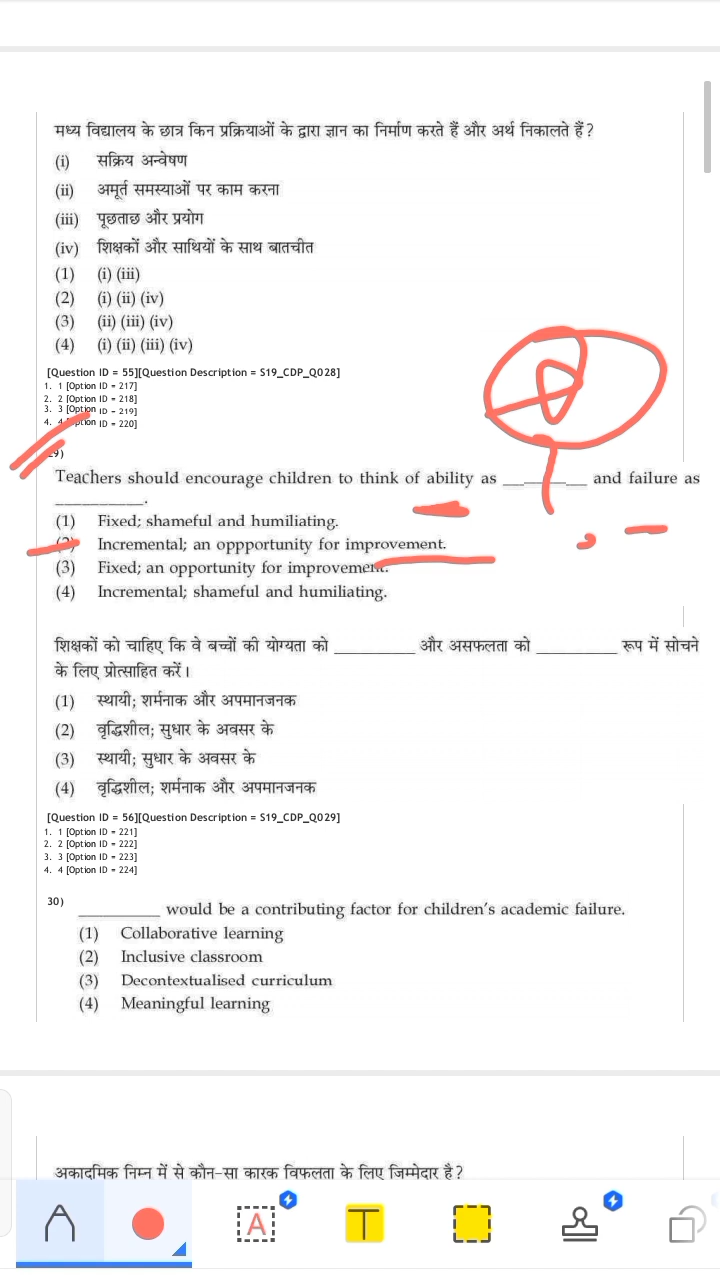 मध्य विद्यालय के छात्र किन प्रक्रियाओं के द्वारा ज्ञान का निर्माण करते हैं और अर्थ निकालते हैं?
(i) सक्रिय अन्वेषण
(ii) अमूर्त समस्याओं पर काम करना
(iii) पूछताछ और प्रयोग
(iv) शिक्षकों और साथियों के साथ बातचीत
(1) (i) (iii)
(2) (i) (ii) (iv)
(3) (ii) (iii) (iv)
(4) (i) (ii) (iii) (iv)
[Question ID = 55][Question Description = S19_CDP_Q028]
1. 1 [Option ID = 217]
2. 2 [Option ID = 218]
3. 3 [Option ID = 219]
4. 4 [Option ID = 220]
29)
Teachers should encourage children to think of ability as __________ and failure as
__________.
(1) Fixed; shameful and humiliating.
(2) Incremental; an oppportunity for improvement.
(3) Fixed; an opportunity for improvement.
(4) Incremental; shameful and humiliating.
शिक्षकों को चाहिए कि वे बच्चों की योग्यता को __________ और असफलता को __________ रूप में सोचने
के लिए प्रोत्साहित करें।
(1) स्थायी; शर्मनाक और अपमानजनक
(2) वृद्धिशील; सुधार के अवसर के
(3) स्थायी; सुधार के अवसर के
(4) वृद्धिशील; शर्मनाक और अपमानजनक
[Question ID = 56][Question Description = S19_CDP_Q029]
1. 1 [Option ID = 221]
2. 2 [Option ID = 222]
3. 3 [Option ID = 223]
4. 4 [Option ID = 224]
30) __________ would be a contributing factor for children's academic failure.
(1) Collaborative learning
(2) Inclusive classroom
(3) Decontextualised curriculum
(4) Meaningful learning
अकादमिक निम्न में से कौन-सा कारक विफलता के लिए जिम्मेदार है?
A T